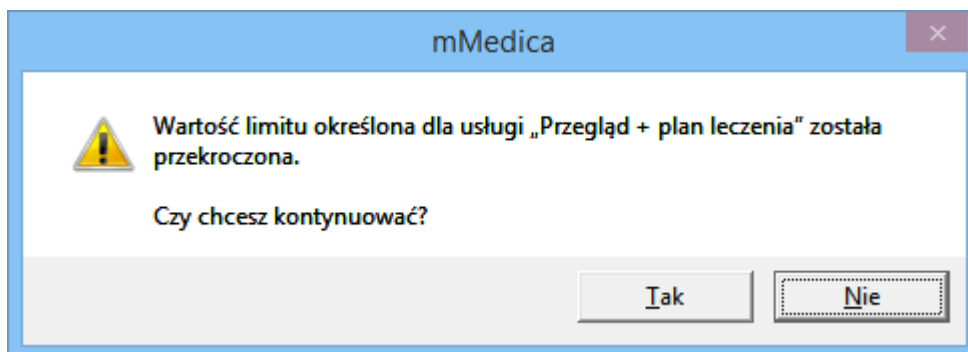 mMedica
Wartość limitu określona dla usługi „Przegląd + plan leczenia” została
przekroczona.
Czy chcesz kontynuować?
Tak
Nie